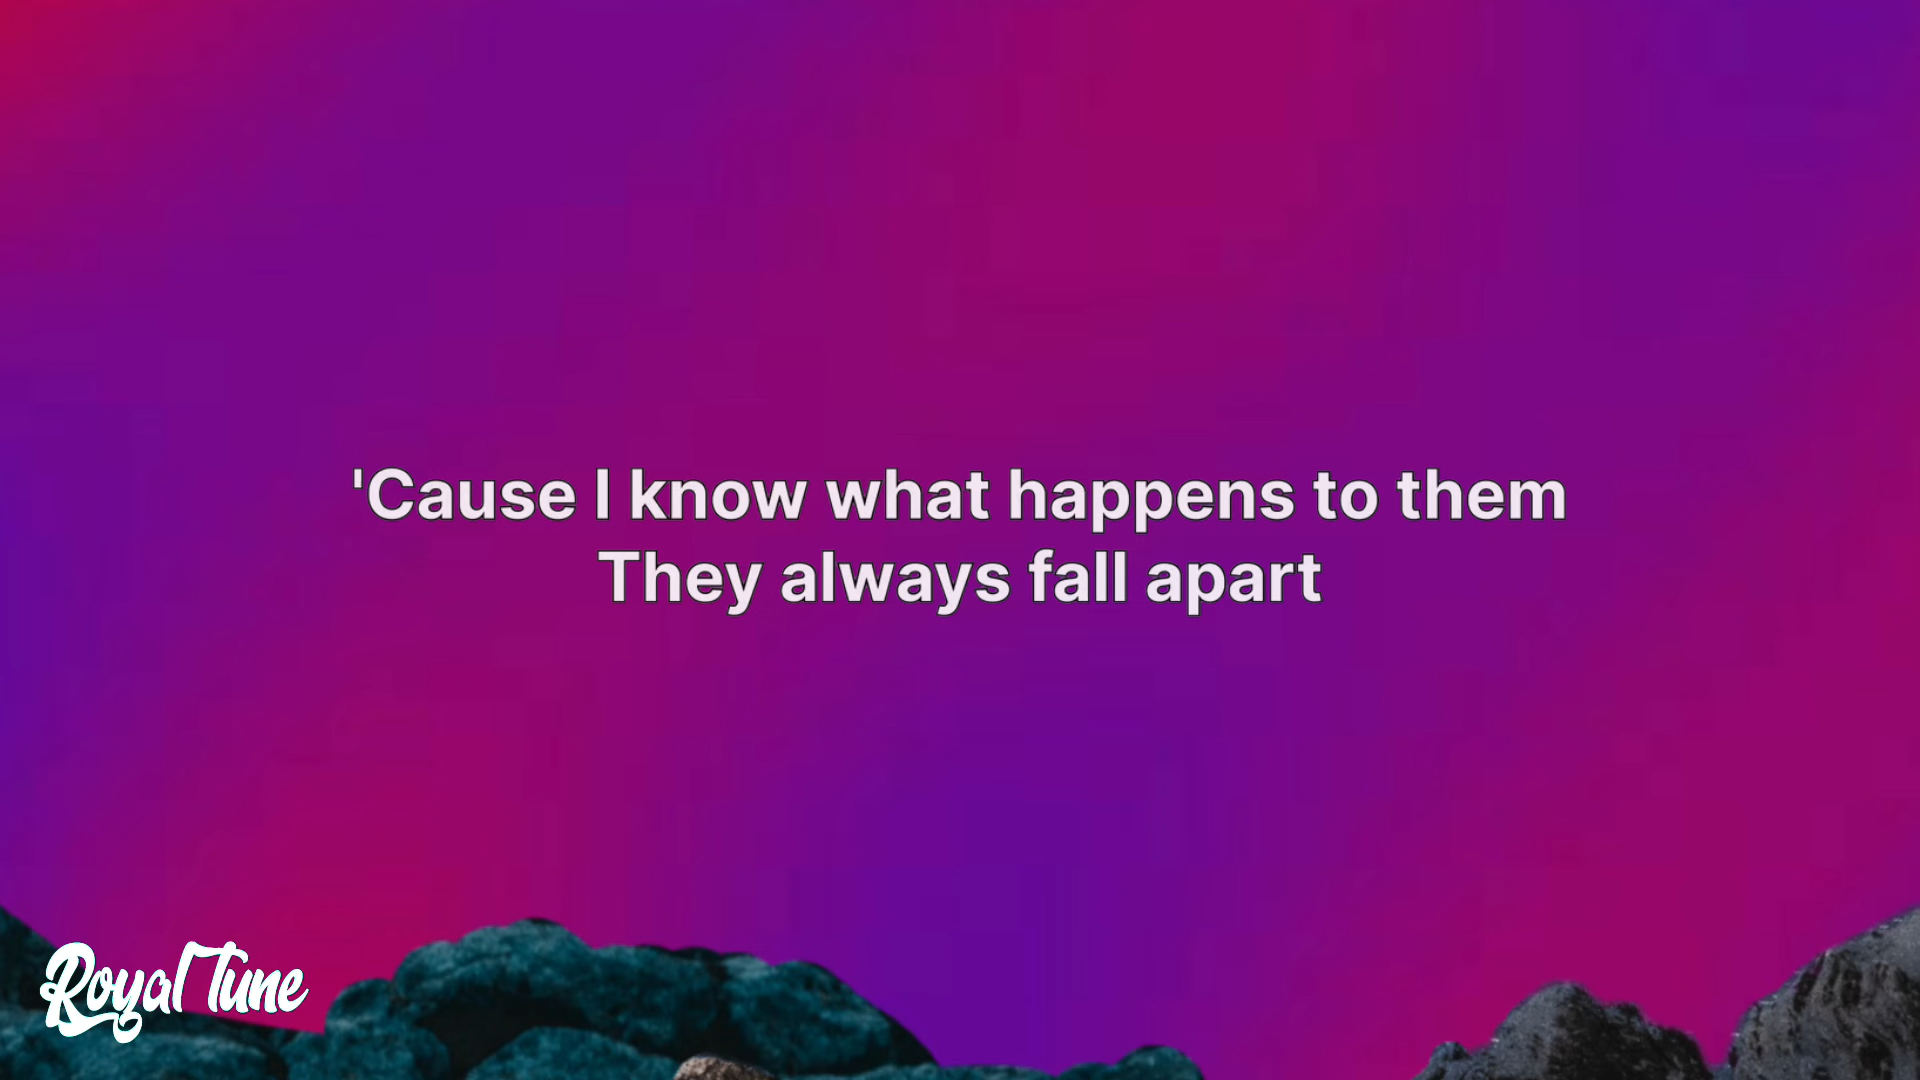 'Cause I know what happens to them
They always fall apart
Royal Tune